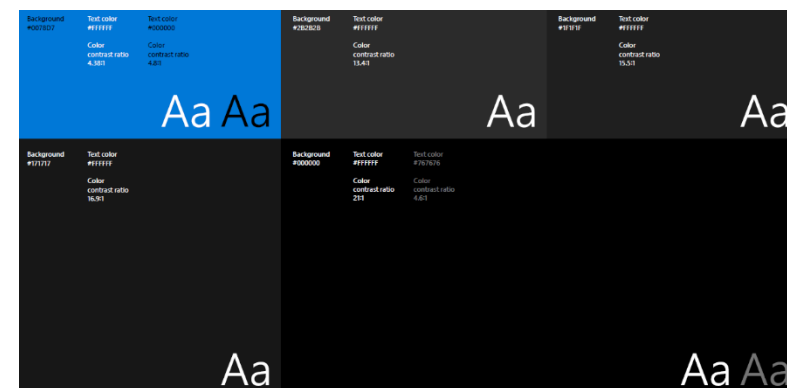 Background
#0078D7
Text color
#FFFFFF
Color
contrast ratio
4.38:1
Text color
#000000
Color
contrast ratio
4.8:1
Aa Aa
Background
#2B2B2B
Text color
#FFFFFF
Color
contrast ratio
13.4:1
Aa
Background
#1F1F1F
Text color
#FFFFFF
Color
contrast ratio
15.5:1
Aa
Background
#171717
Text color
#FFFFFF
Color
contrast ratio
16.9:1
Aa
Background
#000000
Text color
#FFFFFF
Color
contrast ratio
21:1
Text color
#767676
Color
contrast ratio
4.6:1
Aa Aa